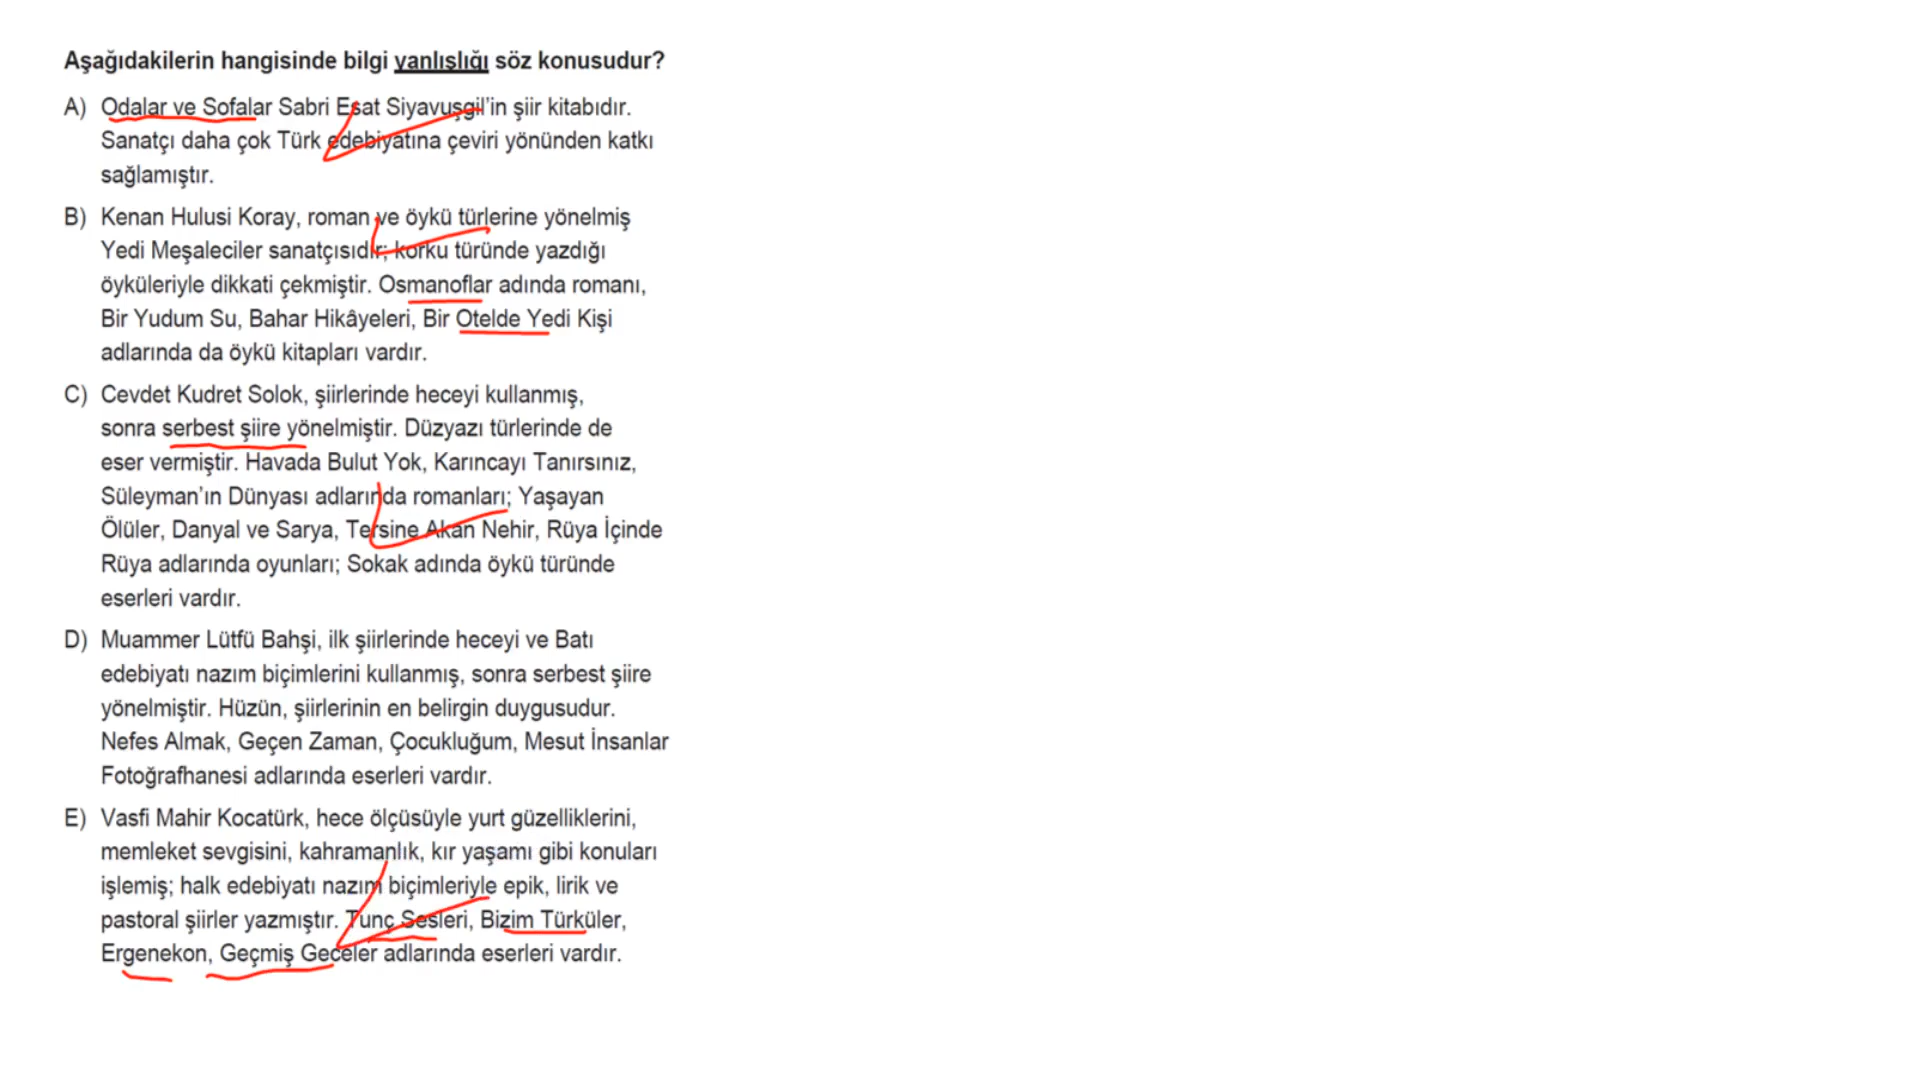 Aşağıdakilerin hangisinde bilgi yanlışlığı söz konusudur?
A) Odalar ve Sofalar Sabri Esat Siyavuşgil’in şiir kitabıdır.
Sanatçı daha çok Türk edebiyatına çeviri yönünden katkı
sağlamıştır.
B) Kenan Hulusi Koray, roman ve öykü türlerine yönelmiş
Yedi Meşaleciler sanatçısıdır; korku türünde yazdığı
öyküleriyle dikkati çekmiştir. Osmanoflar adında romanı,
Bir Yudum Su, Bahar Hikâyeleri, Bir Otelde Yedi Kişi
adlarında da öykü kitapları vardır.
C) Cevdet Kudret Solok, şiirlerinde heceyi kullanmış,
sonra serbest şiire yönelmiştir. Düzyazı türlerinde de
eser vermiştir. Havada Bulut Yok, Karıncayı Tanırsınız,
Süleyman’ın Dünyası adlarında romanları; Yaşayan
Ölüler, Danyal ve Sarya, Tersine Akan Nehir, Rüya İçinde
Rüya adlarında oyunları; Sokak adında öykü türünde
eserleri vardır.
D) Muammer Lütfü Bahşi, ilk şiirlerinde heceyi ve Batı
edebiyatı nazım biçimlerini kullanmış, sonra serbest şiire
yönelmiştir. Hüzün, şiirlerinin en belirgin duygusudur.
Nefes Almak, Geçen Zaman, Çocukluğum, Mesut İnsanlar
Fotoğrafhanesi adlarında eserleri vardır.
E) Vasfi Mahir Kocatürk, hece ölçüsüyle yurt güzelliklerini,
memleket sevgisini, kahramanlık, kır yaşamı gibi konuları
işlemiş; halk edebiyatı nazım biçimleriyle epik, lirik ve
pastoral şiirler yazmıştır. Tunç Sesleri, Bizim Türküler,
Ergenekon, Geçmiş Geceler adlarında eserleri vardır.